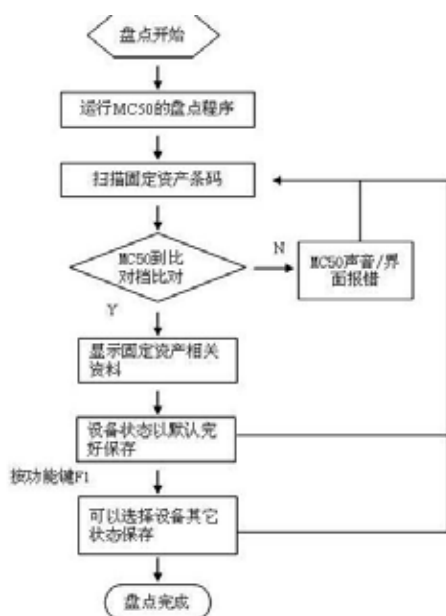 盘点开始
运行MC50的盘点程序
扫描固定资产条码
MC50到比
对档比对
N
MC50声音/界
面报错
Y
显示固定资产相关
资料
设备状态以默认完
好保存
按功能键F1
可以选择设备其它
状态保存
盘点完成